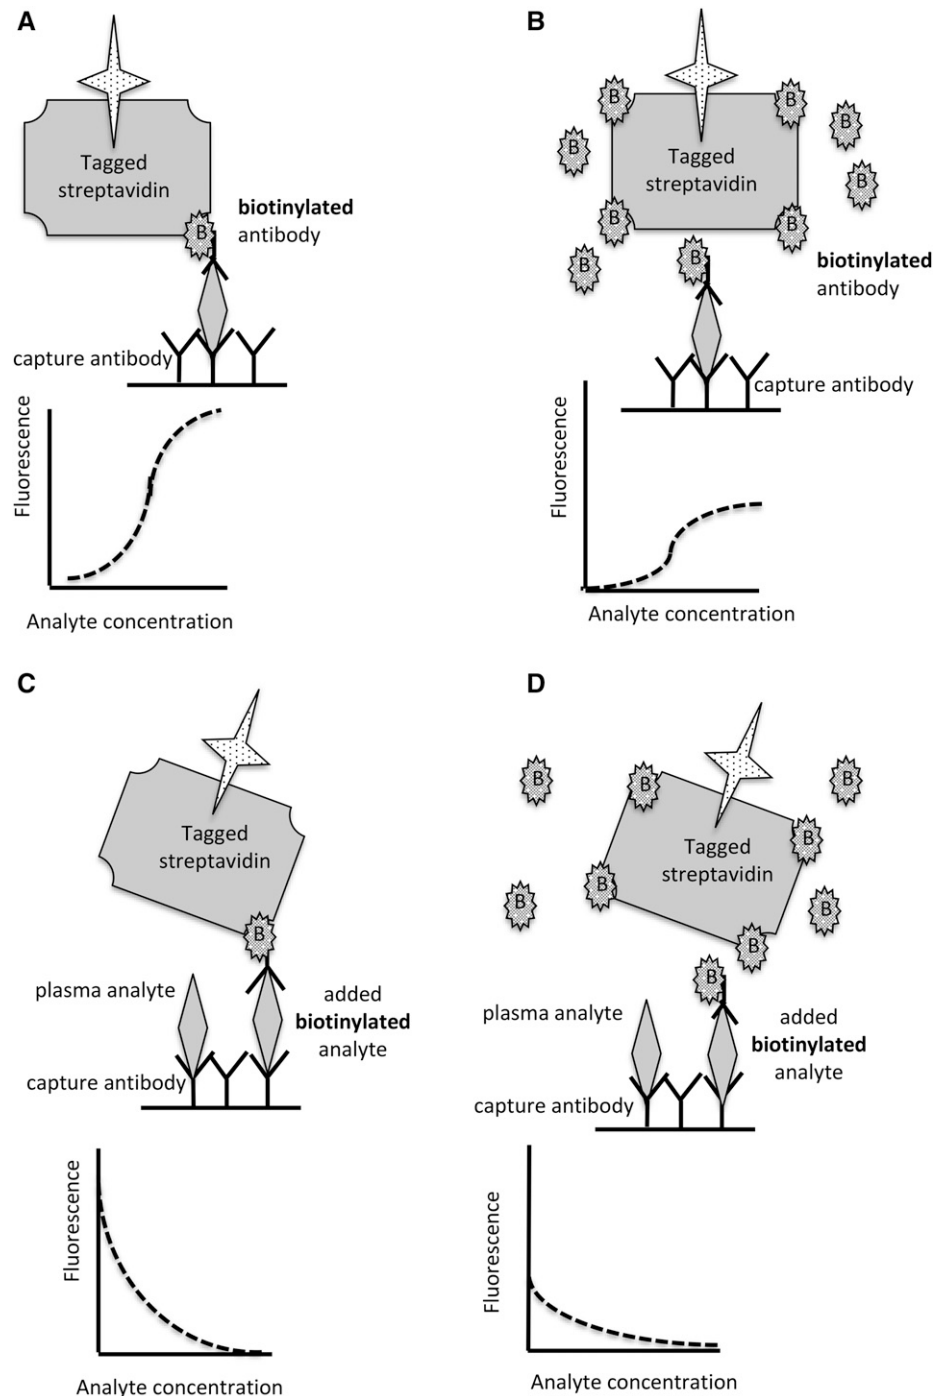 A
Tagged
streptavidin
B
biotinylated
antibody
capture antibody
Fluorescence
Analyte concentration
B
B
B
B
B
B
Tagged
streptavidin
B
B
B
B
biotinylated
antibody
capture antibody
Fluorescence
Analyte concentration
C
Tagged
streptavidin
B
plasma analyte
added
biotinylated
analyte
capture antibody
Fluorescence
Analyte concentration
D
B
B
B
B
Tagged
streptavidin
B
B
B
B
B
plasma analyte
added
biotinylated
analyte
capture antibody
Fluorescence
Analyte concentration